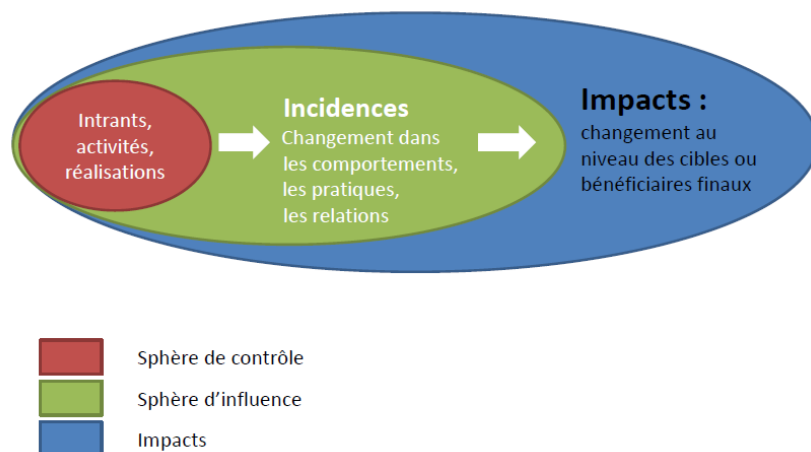 Intrants,
activités,
réalisations
Incidences
Changement dans
les comportements,
les pratiques,
les relations
Impacts :
changement au
niveau des cibles ou
bénéficiaires finaux
Sphère de contrôle
Sphère d’influence
Impacts